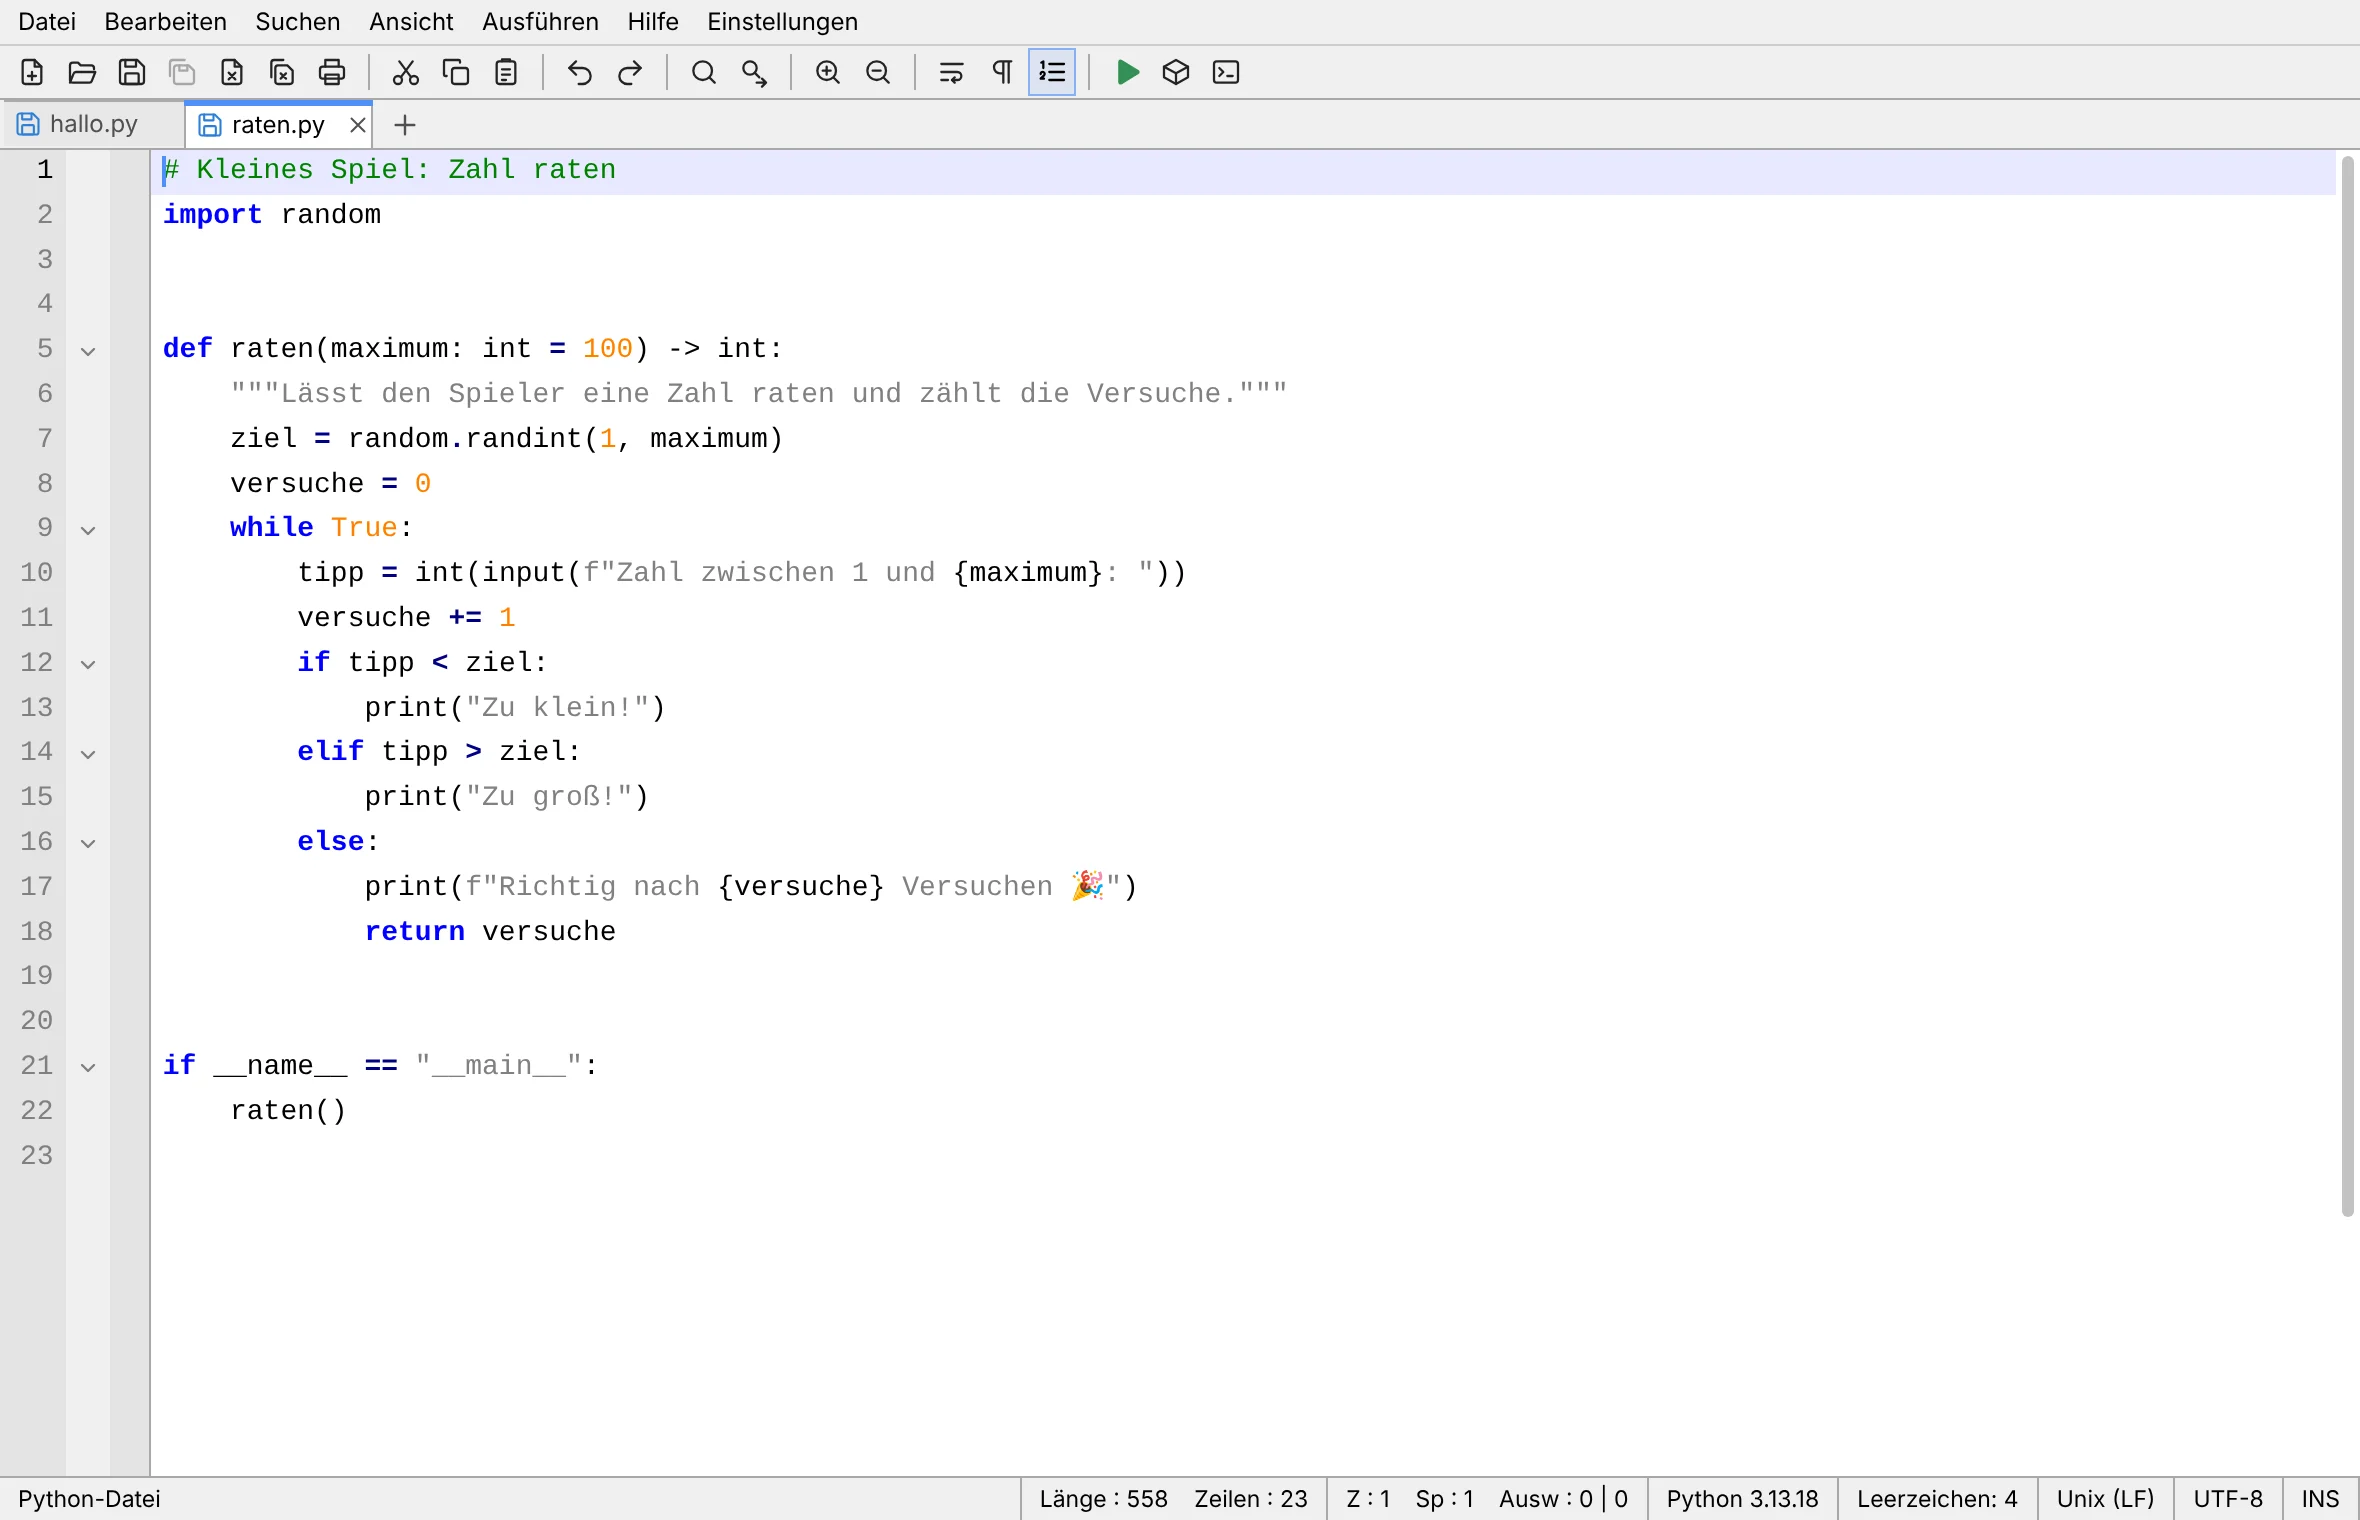 Datei Bearbeiten Suchen Ansicht Ausführen Hilfe Einstellungen
hallo.py raten.py
1 # Kleines Spiel: Zahl raten
2 import random
3
4
5 def raten(maximum: int = 100) -> int:
6     """Lässt den Spieler eine Zahl raten und zählt die Versuche."""
7     ziel = random.randint(1, maximum)
8     versuche = 0
9     while True:
10         tipp = int(input(f"Zahl zwischen 1 und {maximum}: "))
11         versuche += 1
12         if tipp < ziel:
13             print("Zu klein!")
14         elif tipp > ziel:
15             print("Zu groß!")
16         else:
17             print(f"Richtig nach {versuche} Versuchen 🎉")
18             return versuche
19
20
21 if __name__ == "__main__":
22     raten()
23
Python-Datei Länge : 558 Zeilen : 23 Z : 1 Sp : 1 Ausw : 0 | 0 Python 3.13.18 Leerzeichen: 4 Unix (LF) UTF-8 INS